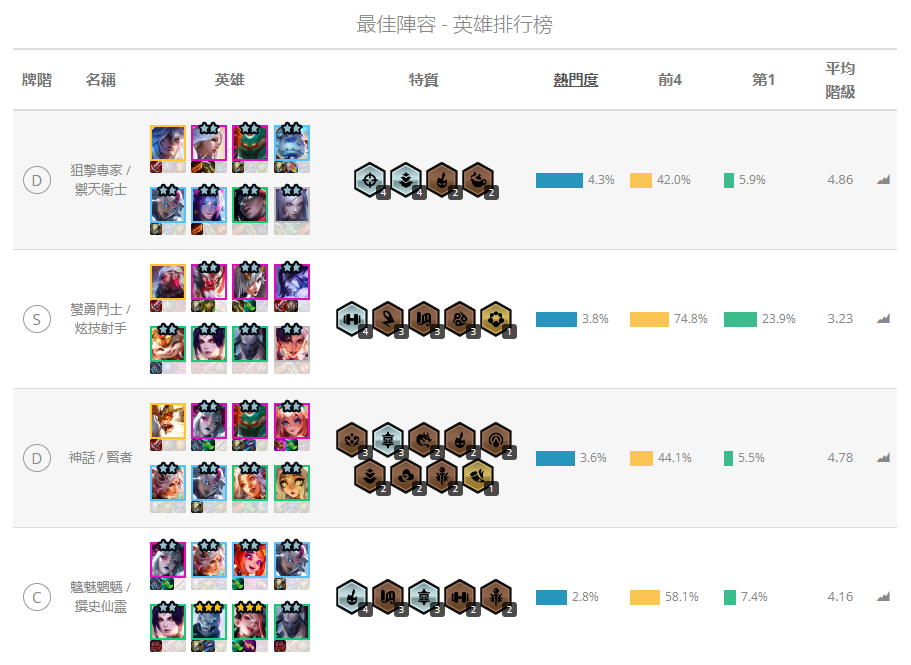 最佳陣容 - 英雄排行榜
牌階 名稱 英雄 特質 熱門度 前4 第1 平均
階級
D 狙擊專家 /
禦天衛士 4 4 2 2 4.3% 42.0% 5.9% 4.86
S 蠻勇鬥士 /
炫技射手 4 3 3 3 1 3.8% 74.8% 23.9% 3.23
D 神話 / 賢者 3 3 2 2 2 3.6% 44.1% 5.5% 4.78
2 2 2 1
C 魑魅魍魎 /
撰史仙靈 4 3 3 2 2 2.8% 58.1% 7.4% 4.16